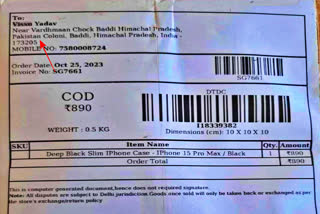 To:
Vissu Yadav
Near Vardhmaan Chock Baddi Himachal Pradesh,
Pakistan Coloni, Baddi, Himachal Pradesh, India -
173205
MOBILE NO: 7580008724
Order Date: Oct 25, 2023
Invoice No: SG7661
SG7661
COD
₹890
WEIGHT : 0.5 KG
DTDC
I18339382
Dimensions (cm): 10 X 10 X 10
SKU Item Name Qty. Amount
Deep Black Slim IPhone Case - IPhone 15 Pro Max / Black 1 ₹890
Order Total ₹890
This is computer generated document,hence does not required signature.
Note: All disputes are subject to Delhi jurisdiction.Goods once sold will only be taken back or exchanged as per
the store's exchange/return policy